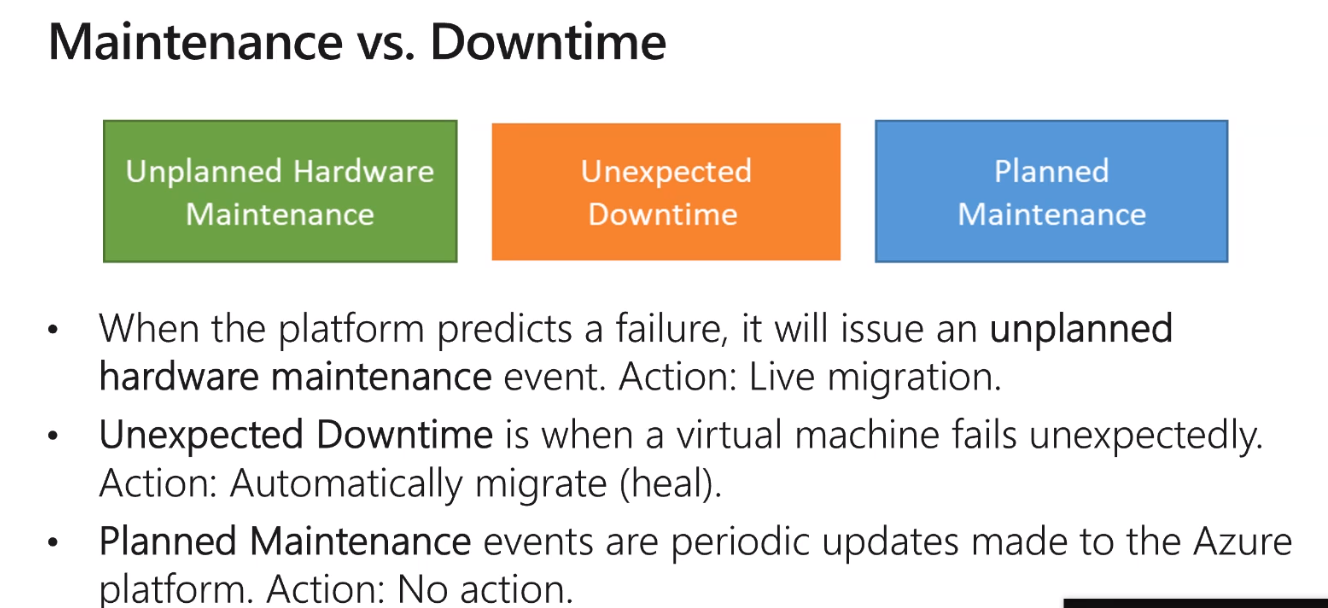 Maintenance vs. Downtime
Unplanned Hardware
Maintenance
Unexpected
Downtime
Planned
Maintenance
• When the platform predicts a failure, it will issue an unplanned
hardware maintenance event. Action: Live migration.
• Unexpected Downtime is when a virtual machine fails unexpectedly.
Action: Automatically migrate (heal).
• Planned Maintenance events are periodic updates made to the Azure
platform. Action: No action.